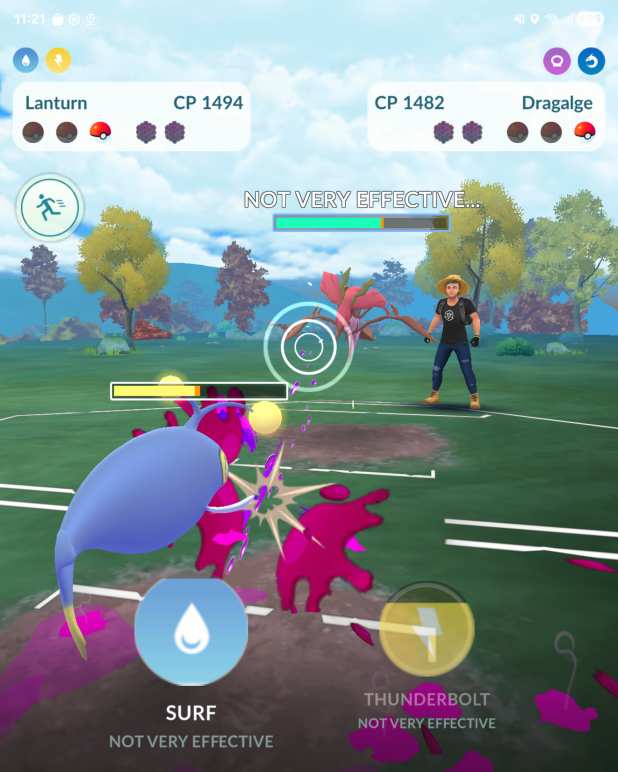 11:21
Lanturn
CP 1494
CP 1482
Dragalge
NOT VERY EFFECTIVE...
SURF
NOT VERY EFFECTIVE
THUNDERBOLT
NOT VERY EFFECTIVE